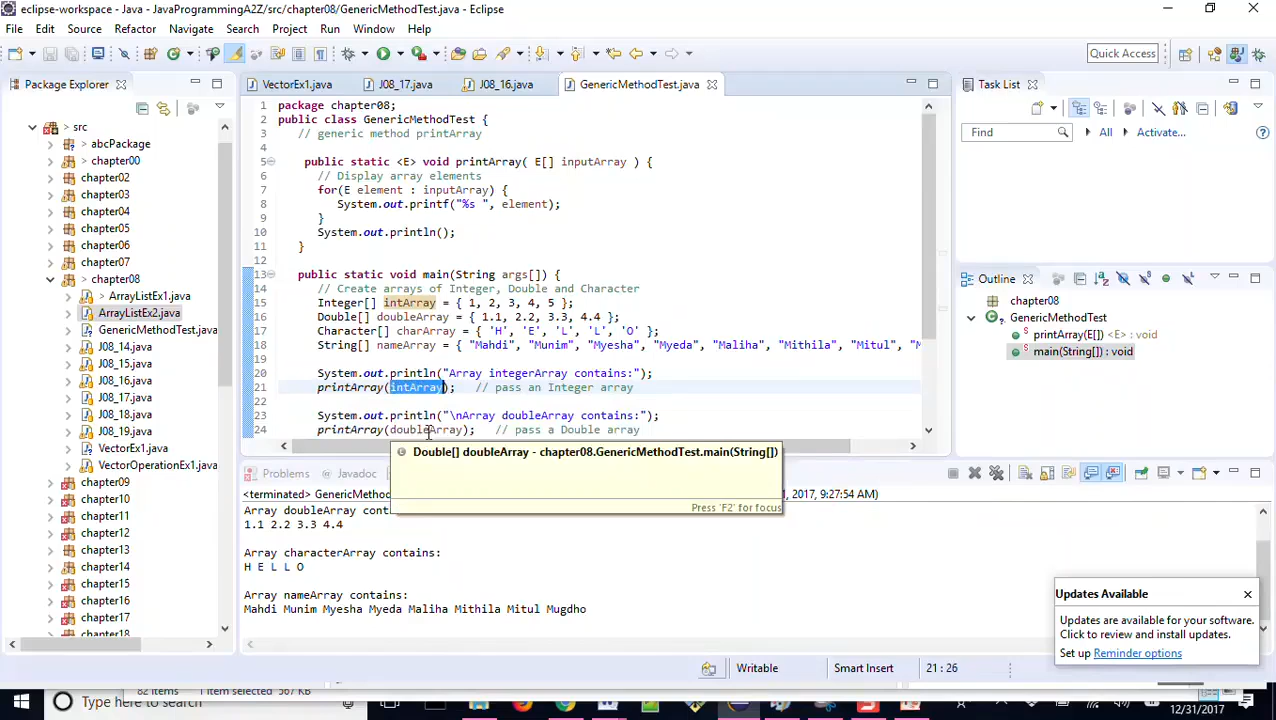 eclipse-workspace - Java - JavaProgrammingA2Z/src/chapter08/GenericMethodTest.java - Eclipse
File Edit Source Refactor Navigate Search Project Run Window Help
Quick Access
Package Explorer
src
> abcPackage
chapter00
chapter02
chapter03
chapter04
chapter05
chapter06
chapter07
chapter08
> ArrayListEx1.java
ArrayListEx2.java
GenericMethodTest.java
J08_14.java
J08_15.java
J08_16.java
J08_17.java
J08_18.java
J08_19.java
VectorEx1.java
VectorOperationEx1.java
chapter09
chapter11
chapter12
chapter13
chapter14
chapter15
chapter16
chapter17
chapter18
VectorEx1.java J08_17.java J08_16.java GenericMethodTest.java
1 package chapter08;
2 public class GenericMethodTest {
3 // generic method printArray
4
5 public static <E> void printArray( E[] inputArray ) {
6 // Display array elements
7 for(E element : inputArray) {
8 System.out.printf("%s ", element);
9 }
10 System.out.println();
11 }
12
13 public static void main(String args[]) {
14 // Create arrays of Integer, Double and Character
15 Integer[] intArray = { 1, 2, 3, 4, 5 };
16 Double[] doubleArray = { 1.1, 2.2, 3.3, 4.4 };
17 Character[] charArray = { 'H', 'E', 'L', 'L', 'O' };
18 String[] nameArray = { "Mahdi", "Munim", "Myesha", "Myeda", "Maliha", "Mithila", "Mitul", "M
19
20 System.out.println("Array integerArray contains:");
21 printArray(intArray); // pass an Integer array
22
23 System.out.println("\nArray doubleArray contains:");
24 printArray(doubleArray); // pass a Double array
Double[] doubleArray - chapter08.GenericMethodTest.main(String[])
Press 'F2' for focus
Problems Javadoc
<terminated> GenericMethod 1, 2017, 9:27:54 AM)
Array doubleArray cont
1.1 2.2 3.3 4.4
Array characterArray contains:
H E L L O
Array nameArray contains:
Mahdi Munim Myesha Myeda Maliha Mithila Mitul Mugdho
Task List
Find All Activate...
Outline
chapter08
GenericMethodTest
printArray(E[]) <E> : void
main(String[]) : void
Updates Available
Updates are available for your software.
Click to review and install updates.
Set up Reminder options
Writable Smart Insert 21 : 26
82 items 1 item selected 567 KB
Type here to search
12/31/2017